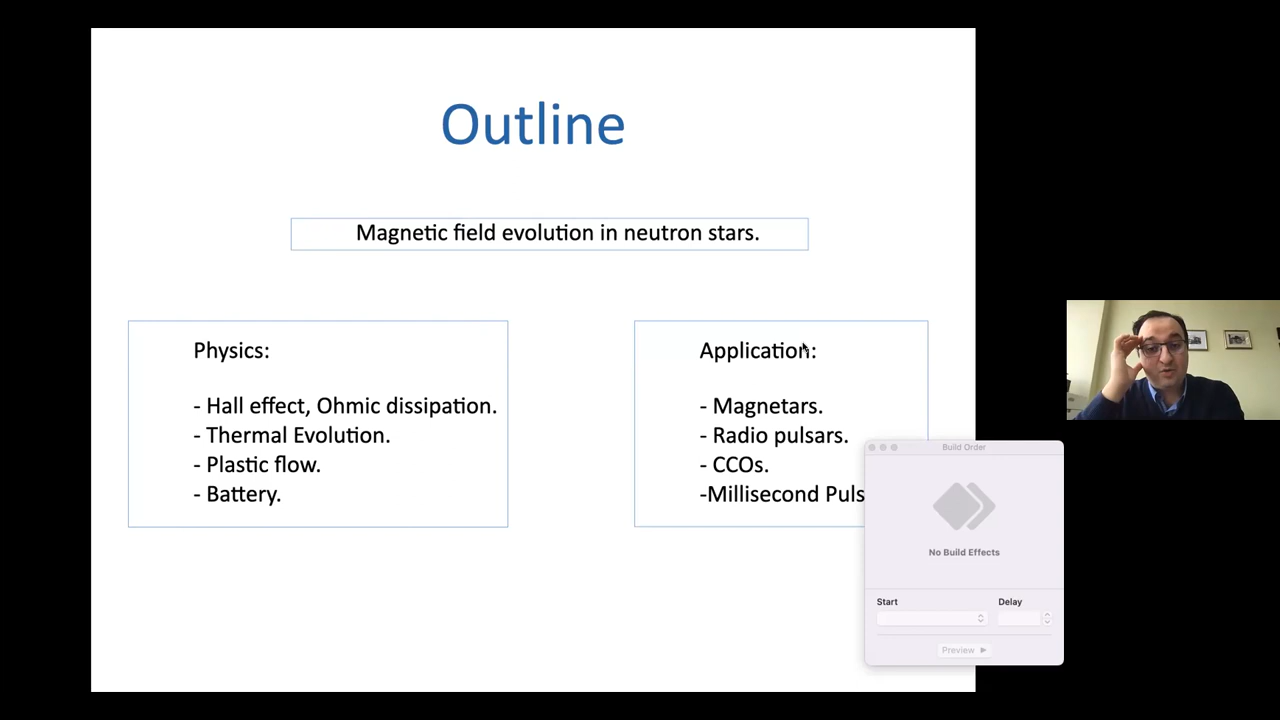 Outline
Magnetic field evolution in neutron stars.
Physics:
- Hall effect, Ohmic dissipation.
- Thermal Evolution.
- Plastic flow.
- Battery.
Application:
- Magnetars.
- Radio pulsars.
- CCOs.
-Millisecond Puls
Build Order
No Build Effects
Start
Delay
Preview